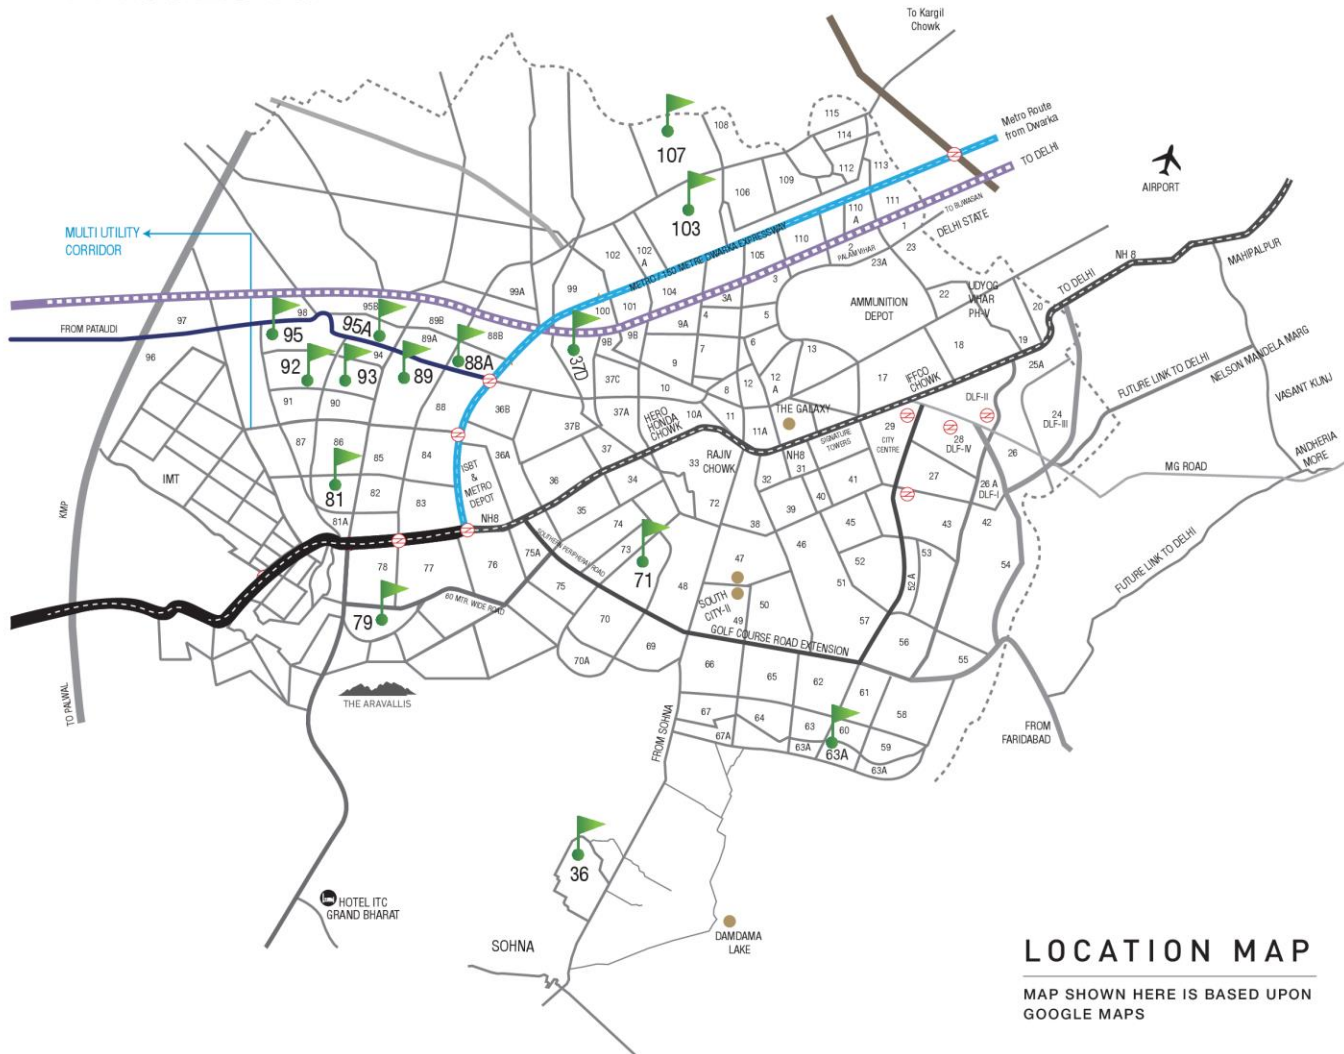 To Kargil
Chowk
Metro Route
from Dwarka
TO DELHI
AIRPORT
115
114
113
112
108
107
109
106
103
111
110
A
110
TO BIJWASAN
DELHI STATE
1
2
PALAM VIHAR
23
23A
MULTI UTILITY
CORRIDOR
METRO / 150 METRE DWARKA EXPRESSWAY
102
102
A
105
104
3
3A
99A
99
100
101
4
5
9A
AMMUNITION
DEPOT
22
UDYOG
VIHAR
PH-V
20
TO DELHI
NH 8
MAHIPALPUR
97
98
95B
95
95A
89B
89A
88B
FROM PATAUDI
96
92
93
94
89
88A
37D
9B
9B
7
6
9
13
18
19
25A
17
IFFCO
CHOWK
FUTURE LINK TO DELHI
NELSON MANDELA MARG
VASANT KUNJ
91
90
88
36B
37C
10
8
12
12
A
THE GALAXY
DLF-II
24
DLF-III
37A
37B
HERO
HONDA
CHOWK
10A
11
11A
SIGNATURE
TOWERS
29
CITY
CENTRE
28
DLF-IV
26
ANDHERIA
MORE
MG ROAD
87
86
85
84
36A
37
33
RAJIV
CHOWK
NH8
31
32
41
27
26 A
DLF-I
IMT
81
82
83
ISBT
&
METRO
DEPOT
36
34
72
39
40
42
KMP
81A
NH8
35
74
38
45
43
73
71
75A
SOUTHERN PERIPHERAL ROAD
46
47
52
53
54
78
77
76
75
48
51
52 A
FUTURE LINK TO DELHI
79
60 MTR. WIDE ROAD
70
SOUTH
CITY-II
49
50
57
GOLF COURSE ROAD EXTENSION
56
70A
69
66
65
62
55
61
TO PALWAL
THE ARAVALLIS
FROM SOHNA
67
67A
64
63
63A
60
58
59
63A
63A
FROM
FARIDABAD
36
HOTEL ITC
GRAND BHARAT
SOHNA
DAMDAMA
LAKE
LOCATION MAP
MAP SHOWN HERE IS BASED UPON
GOOGLE MAPS